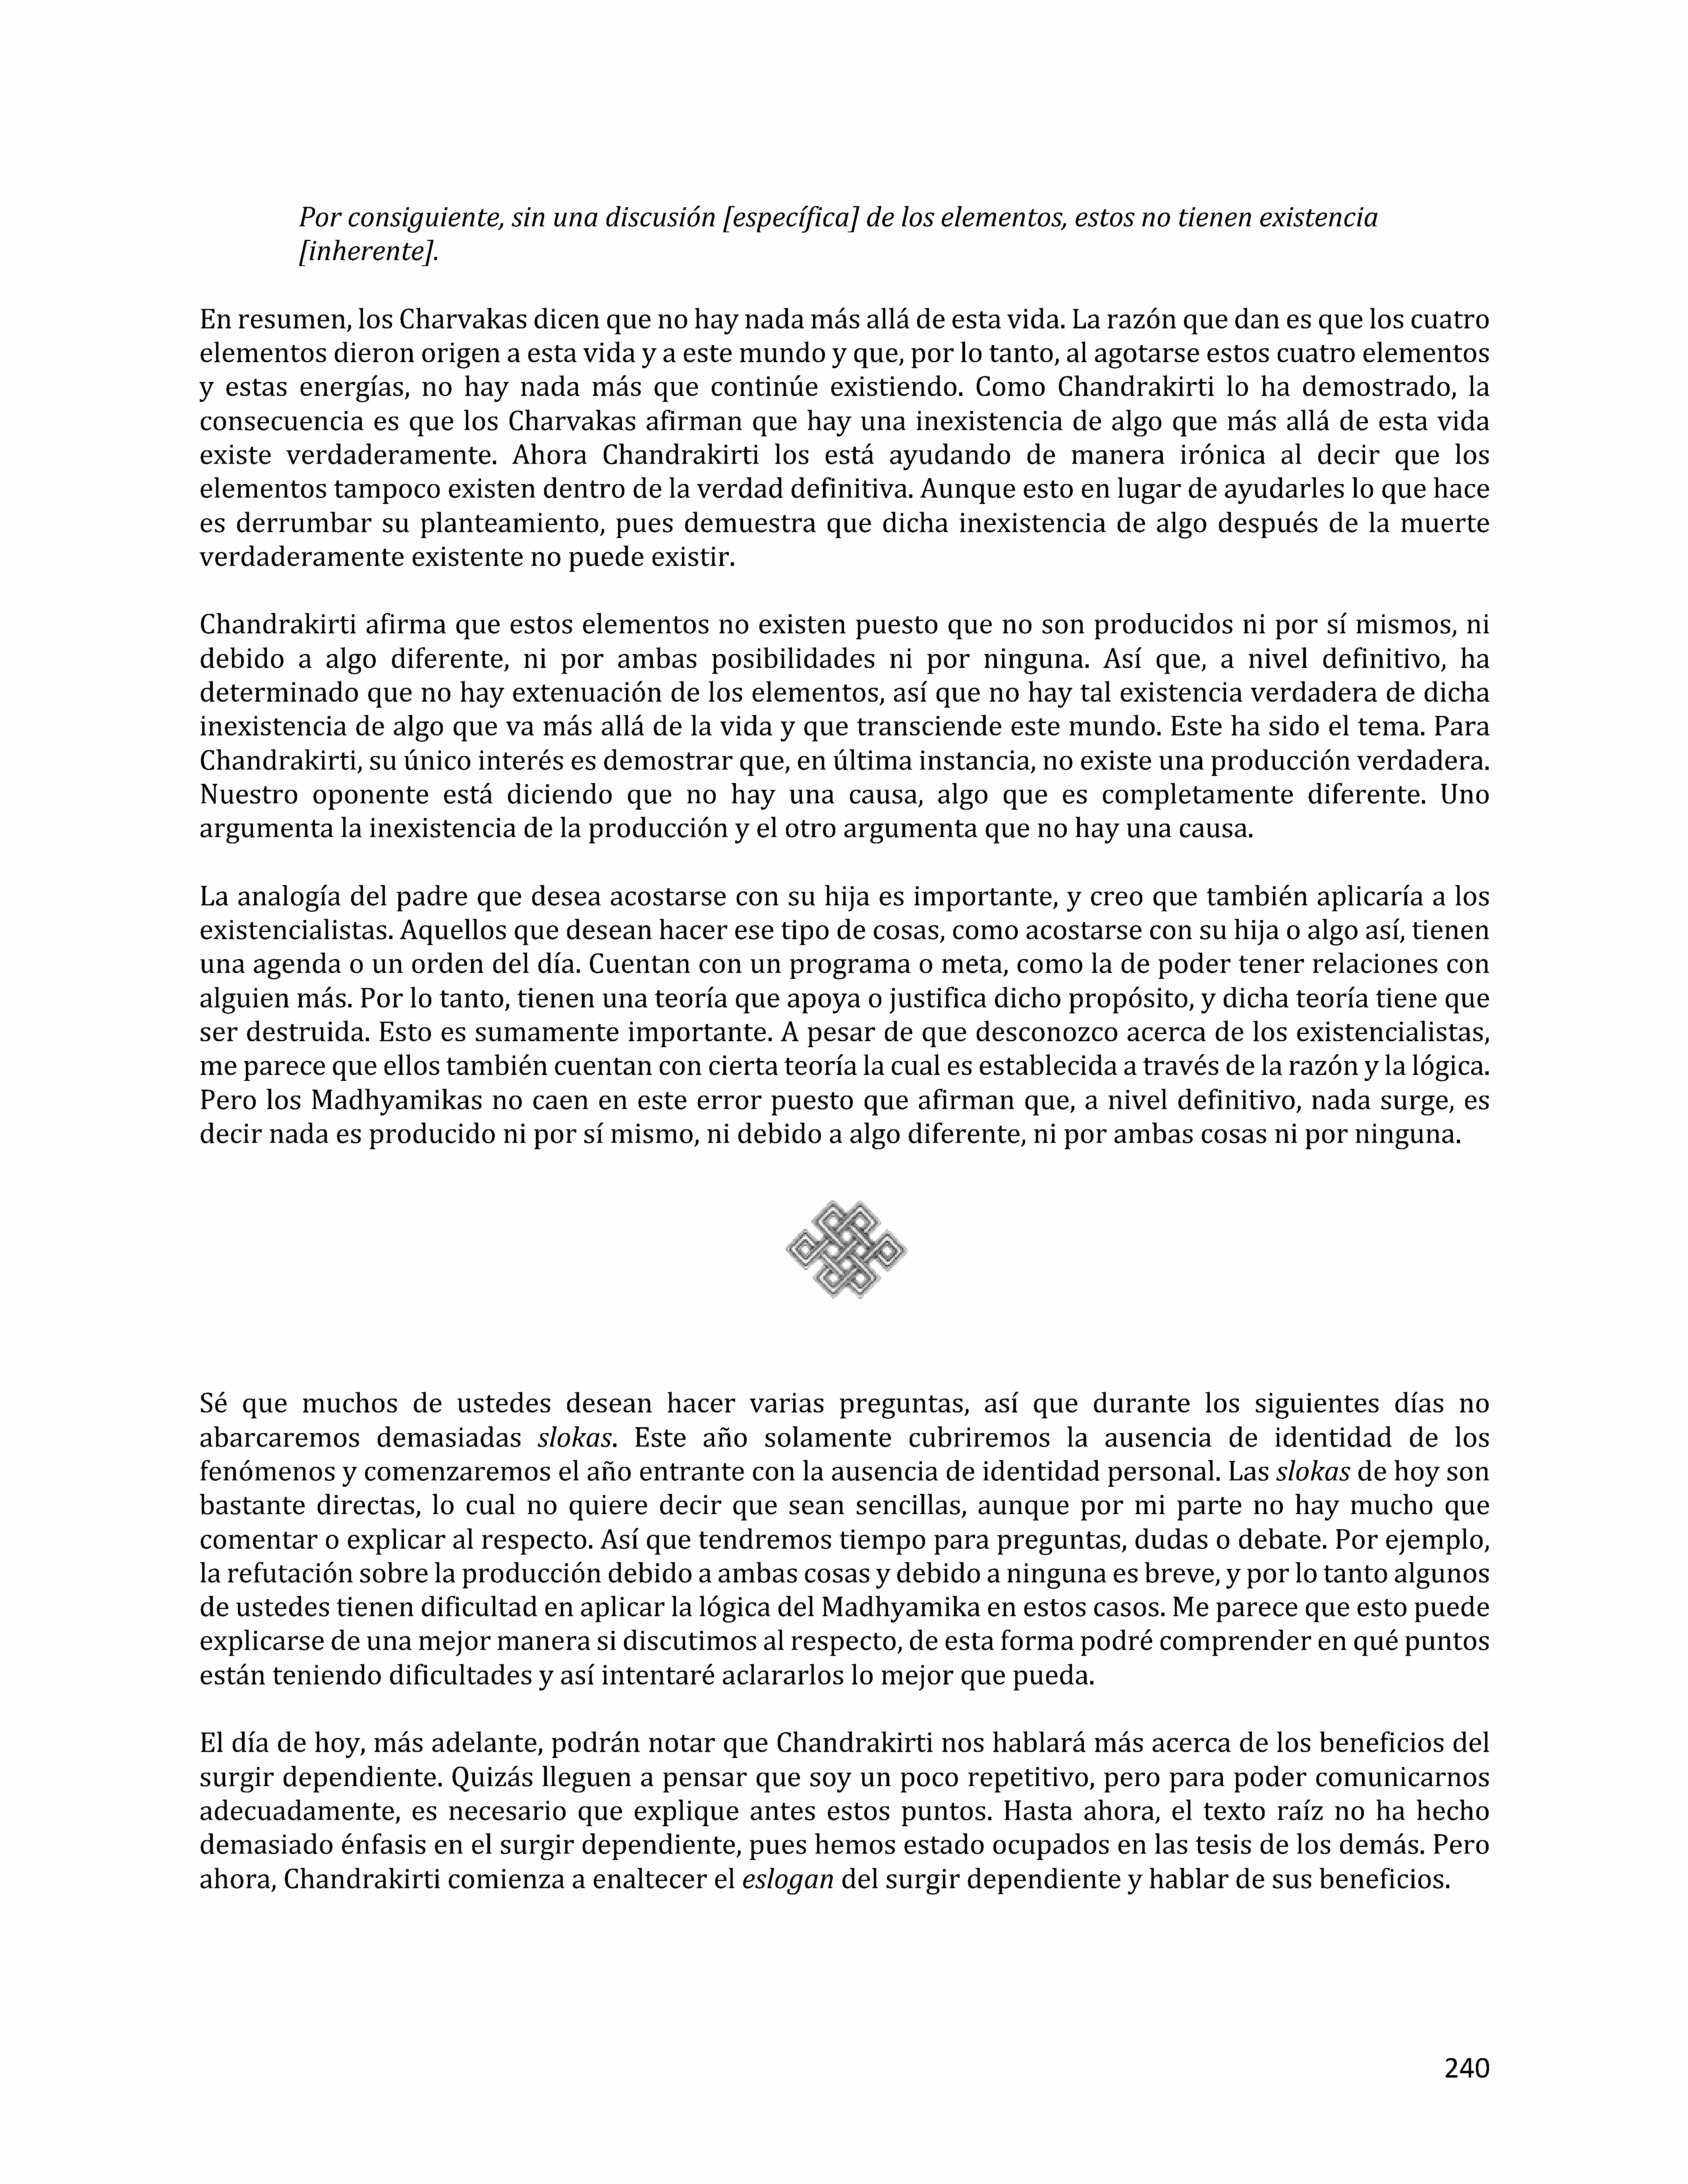 Por consiguiente, sin una discusión [específica] de los elementos, estos no tienen existencia
[inherente].
En resumen, los Charvakas dicen que no hay nada más allá de esta vida. La razón que dan es que los cuatro
elementos dieron origen a esta vida y a este mundo y que, por lo tanto, al agotarse estos cuatro elementos
y estas energías, no hay nada más que continúe existiendo. Como Chandrakirti lo ha demostrado, la
consecuencia es que los Charvakas afirman que hay una inexistencia de algo que más allá de esta vida
existe verdaderamente. Ahora Chandrakirti los está ayudando de manera irónica al decir que los
elementos tampoco existen dentro de la verdad definitiva. Aunque esto en lugar de ayudarles lo que hace
es derrumbar su planteamiento, pues demuestra que dicha inexistencia de algo después de la muerte
verdaderamente existente no puede existir.
Chandrakirti afirma que estos elementos no existen puesto que no son producidos ni por sí mismos, ni
debido a algo diferente, ni por ambas posibilidades ni por ninguna. Así que, a nivel definitivo, ha
determinado que no hay extenuación de los elementos, así que no hay tal existencia verdadera de dicha
inexistencia de algo que va más allá de la vida y que transciende este mundo. Este ha sido el tema. Para
Chandrakirti, su único interés es demostrar que, en última instancia, no existe una producción verdadera.
Nuestro oponente está diciendo que no hay una causa, algo que es completamente diferente. Uno
argumenta la inexistencia de la producción y el otro argumenta que no hay una causa.
La analogía del padre que desea acostarse con su hija es importante, y creo que también aplicaría a los
existencialistas. Aquellos que desean hacer ese tipo de cosas, como acostarse con su hija o algo así, tienen
una agenda o un orden del día. Cuentan con un programa o meta, como la de poder tener relaciones con
alguien más. Por lo tanto, tienen una teoría que apoya o justifica dicho propósito, y dicha teoría tiene que
ser destruida. Esto es sumamente importante. A pesar de que desconozco acerca de los existencialistas,
me parece que ellos también cuentan con cierta teoría la cual es establecida a través de la razón y la lógica.
Pero los Madhyamikas no caen en este error puesto que afirman que, a nivel definitivo, nada surge, es
decir nada es producido ni por sí mismo, ni debido a algo diferente, ni por ambas cosas ni por ninguna.
Sé que muchos de ustedes desean hacer varias preguntas, así que durante los siguientes días no
abarcaremos demasiadas slokas. Este año solamente cubriremos la ausencia de identidad de los
fenómenos y comenzaremos el año entrante con la ausencia de identidad personal. Las slokas de hoy son
bastante directas, lo cual no quiere decir que sean sencillas, aunque por mi parte no hay mucho que
comentar o explicar al respecto. Así que tendremos tiempo para preguntas, dudas o debate. Por ejemplo,
la refutación sobre la producción debido a ambas cosas y debido a ninguna es breve, y por lo tanto algunos
de ustedes tienen dificultad en aplicar la lógica del Madhyamika en estos casos. Me parece que esto puede
explicarse de una mejor manera si discutimos al respecto, de esta forma podré comprender en qué puntos
están teniendo dificultades y así intentaré aclararlos lo mejor que pueda.
El día de hoy, más adelante, podrán notar que Chandrakirti nos hablará más acerca de los beneficios del
surgir dependiente. Quizás lleguen a pensar que soy un poco repetitivo, pero para poder comunicarnos
adecuadamente, es necesario que explique antes estos puntos. Hasta ahora, el texto raíz no ha hecho
demasiado énfasis en el surgir dependiente, pues hemos estado ocupados en las tesis de los demás. Pero
ahora, Chandrakirti comienza a enaltecer el eslogan del surgir dependiente y hablar de sus beneficios.
240